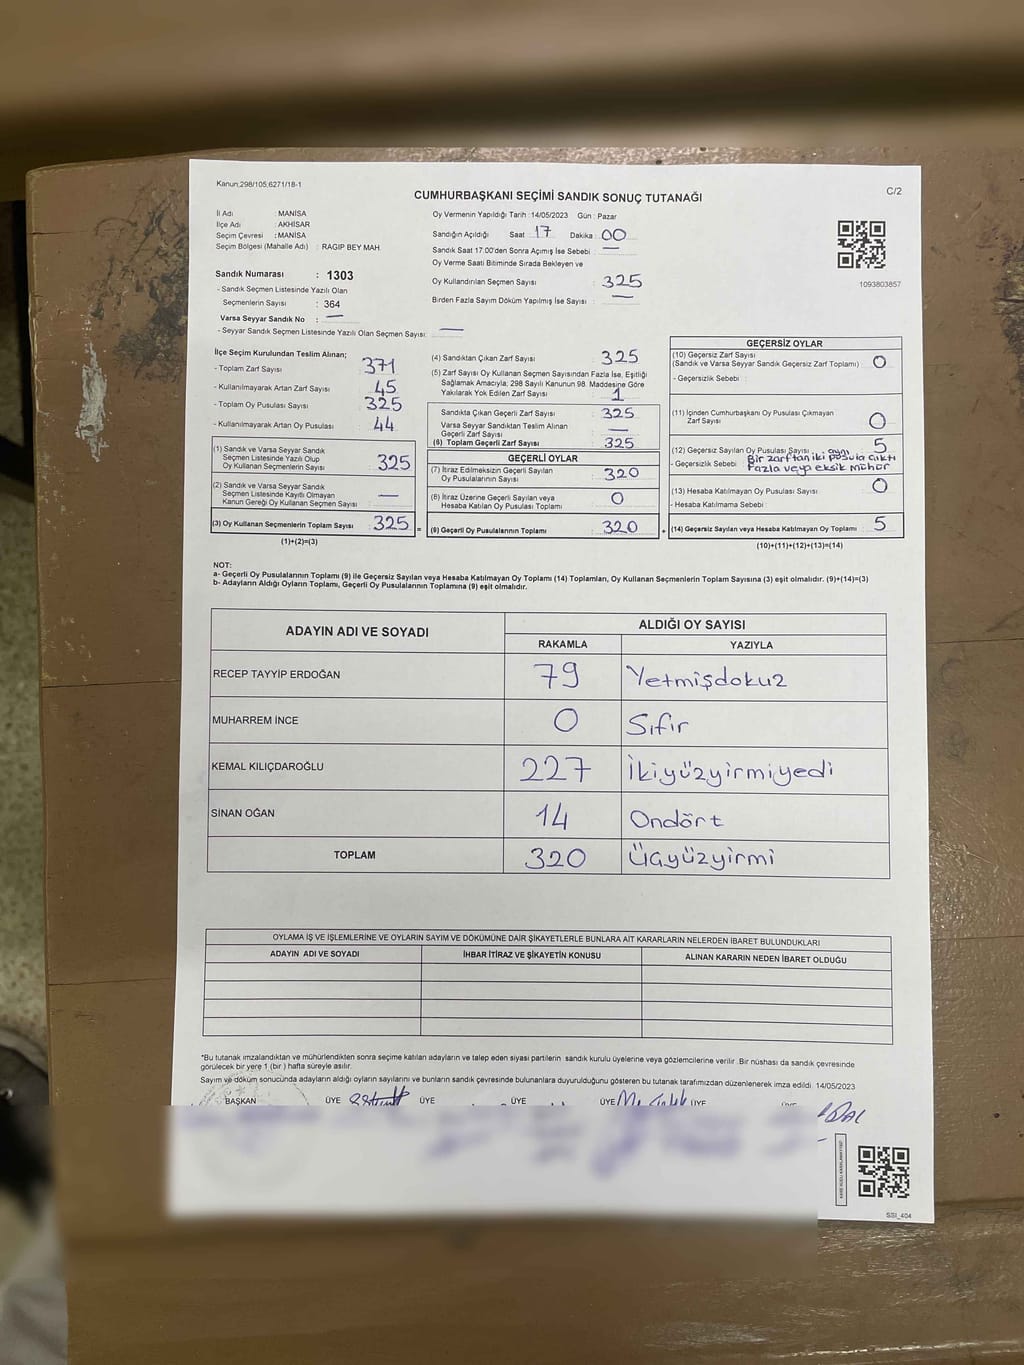 Kanun;298/105,6271/18-1
C/2
CUMHURBAŞKANI SEÇİMİ SANDIK SONUÇ TUTANAĞI
İl Adı : MANİSA
İlçe Adı : AKHİSAR
Seçim Çevresi : MANİSA
Seçim Bölgesi (Mahalle Adı) : RAGIP BEY MAH
Sandık Numarası : 1303
- Sandık Seçmen Listesinde Yazılı Olan
Seçmenlerin Sayısı : 364
Varsa Seyyar Sandık No : —
- Seyyar Sandık Seçmen Listesinde Yazılı Olan Seçmen Sayısı: —
Oy Vermenin Yapıldığı Tarih : 14/05/2023 Gün : Pazar
Sandığın Açıldığı Saat 17 Dakika : 00
Sandık Saat 17.00'den Sonra Açımış İse Sebebi : —
Oy Verme Saati Bitiminde Sırada Bekleyen ve
Oy Kullandırılan Seçmen Sayısı : 325
Birden Fazla Sayım Döküm Yapılmış İse Sayısı : —
1093803857
İlçe Seçim Kurulundan Teslim Alınan;
- Toplam Zarf Sayısı 371
- Kullanılmayarak Artan Zarf Sayısı 45
- Toplam Oy Pusulası Sayısı 325
- Kullanılmayarak Artan Oy Pusulası 44
(1) Sandık ve Varsa Seyyar Sandık
Seçmen Listesinde Yazılı Olup
Oy Kullanan Seçmenlerin Sayısı 325
(2) Sandık ve Varsa Seyyar Sandık
Seçmen Listesinde Kayıtlı Olmayan
Kanun Gereği Oy Kullanan Seçmen Sayısı —
(3) Oy Kullanan Seçmenlerin Toplam Sayısı 325 =
(1)+(2)=(3)
(4) Sandıktan Çıkan Zarf Sayısı 325
(5) Zarf Sayısı Oy Kullanan Seçmen Sayısından Fazla İse, Eşitliği
Sağlamak Amacıyla; 298 Sayılı Kanunun 98. Maddesine Göre
Yakılarak Yok Edilen Zarf Sayısı 1
Sandıkta Çıkan Geçerli Zarf Sayısı 325
Varsa Seyyar Sandıktan Teslim Alınan
Geçerli Zarf Sayısı —
(6) Toplam Geçerli Zarf Sayısı 325
GEÇERLİ OYLAR
(7) İtiraz Edilmeksizin Geçerli Sayılan
Oy Pusulalarının Sayısı 320
(8) İtiraz Üzerine Geçerli Sayılan veya
Hesaba Katılan Oy Pusulası Toplamı 0
(9) Geçerli Oy Pusulalarının Toplamı 320 +
GEÇERSİZ OYLAR
(10) Geçersiz Zarf Sayısı
(Sandık ve Varsa Seyyar Sandık Geçersiz Zarf Toplamı) 0
- Geçersizlik Sebebi :
(11) İçinden Cumhurbaşkanı Oy Pusulası Çıkmayan
Zarf Sayısı 0
(12) Geçersiz Sayılan Oy Pusulası Sayısı 5
- Geçersizlik Sebebi Bir zarftan iki ayrı pusula çıktı
Fazla veya eksik mühür
(13) Hesaba Katılmayan Oy Pusulası Sayısı 0
- Hesaba Katılmama Sebebi :
(14) Geçersiz Sayılan veya Hesaba Katılmayan Oy Toplamı 5
(10)+(11)+(12)+(13)=(14)
NOT:
a- Geçerli Oy Pusulalarının Toplamı (9) ile Geçersiz Sayılan veya Hesaba Katılmayan Oy Toplamı (14) Toplamları, Oy Kullanan Seçmenlerin Toplam Sayısına (3) eşit olmalıdır. (9)+(14)=(3)
b- Adayların Aldığı Oyların Toplamı, Geçerli Oy Pusulalarının Toplamına (9) eşit olmalıdır.
ADAYIN ADI VE SOYADI
ALDIĞI OY SAYISI
RAKAMLA YAZIYLA
RECEP TAYYİP ERDOĞAN 79 Yetmişdokuz
MUHARREM İNCE 0 Sıfır
KEMAL KILIÇDAROĞLU 227 İkiyüzyirmiyedi
SİNAN OĞAN 14 Ondört
TOPLAM 320 Üçyüzyirmi
OYLAMA İŞ VE İŞLEMLERİNE VE OYLARIN SAYIM VE DÖKÜMÜNE DAİR ŞİKAYETLERLE BUNLARA AİT KARARLARIN NELERDEN İBARET BULUNDUKLARI
ADAYIN ADI VE SOYADI İHBAR İTİRAZ VE ŞİKAYETİN KONUSU ALINAN KARARIN NEDEN İBARET OLDUĞU
*Bu tutanak imzalandıktan ve mühürlendikten sonra seçime katılan adayların ve talep eden siyasi partilerin sandık kurulu üyelerine veya gözlemcilerine verilir .Bir nüshası da sandık çevresinde
görülecek bir yere 1 (bir ) hafta süreyle asılır.
Sayım ve döküm sonucunda adayların aldığı oyların sayılarını ve bunların sandık çevresinde bulunanlara duyurulduğunu gösteren bu tutanak tarafımızdan düzenlenerek imza edildi. 14/05/2023
BAŞKAN ÜYE ÜYE ÜYE ÜYE ÜYE
SSİ_404